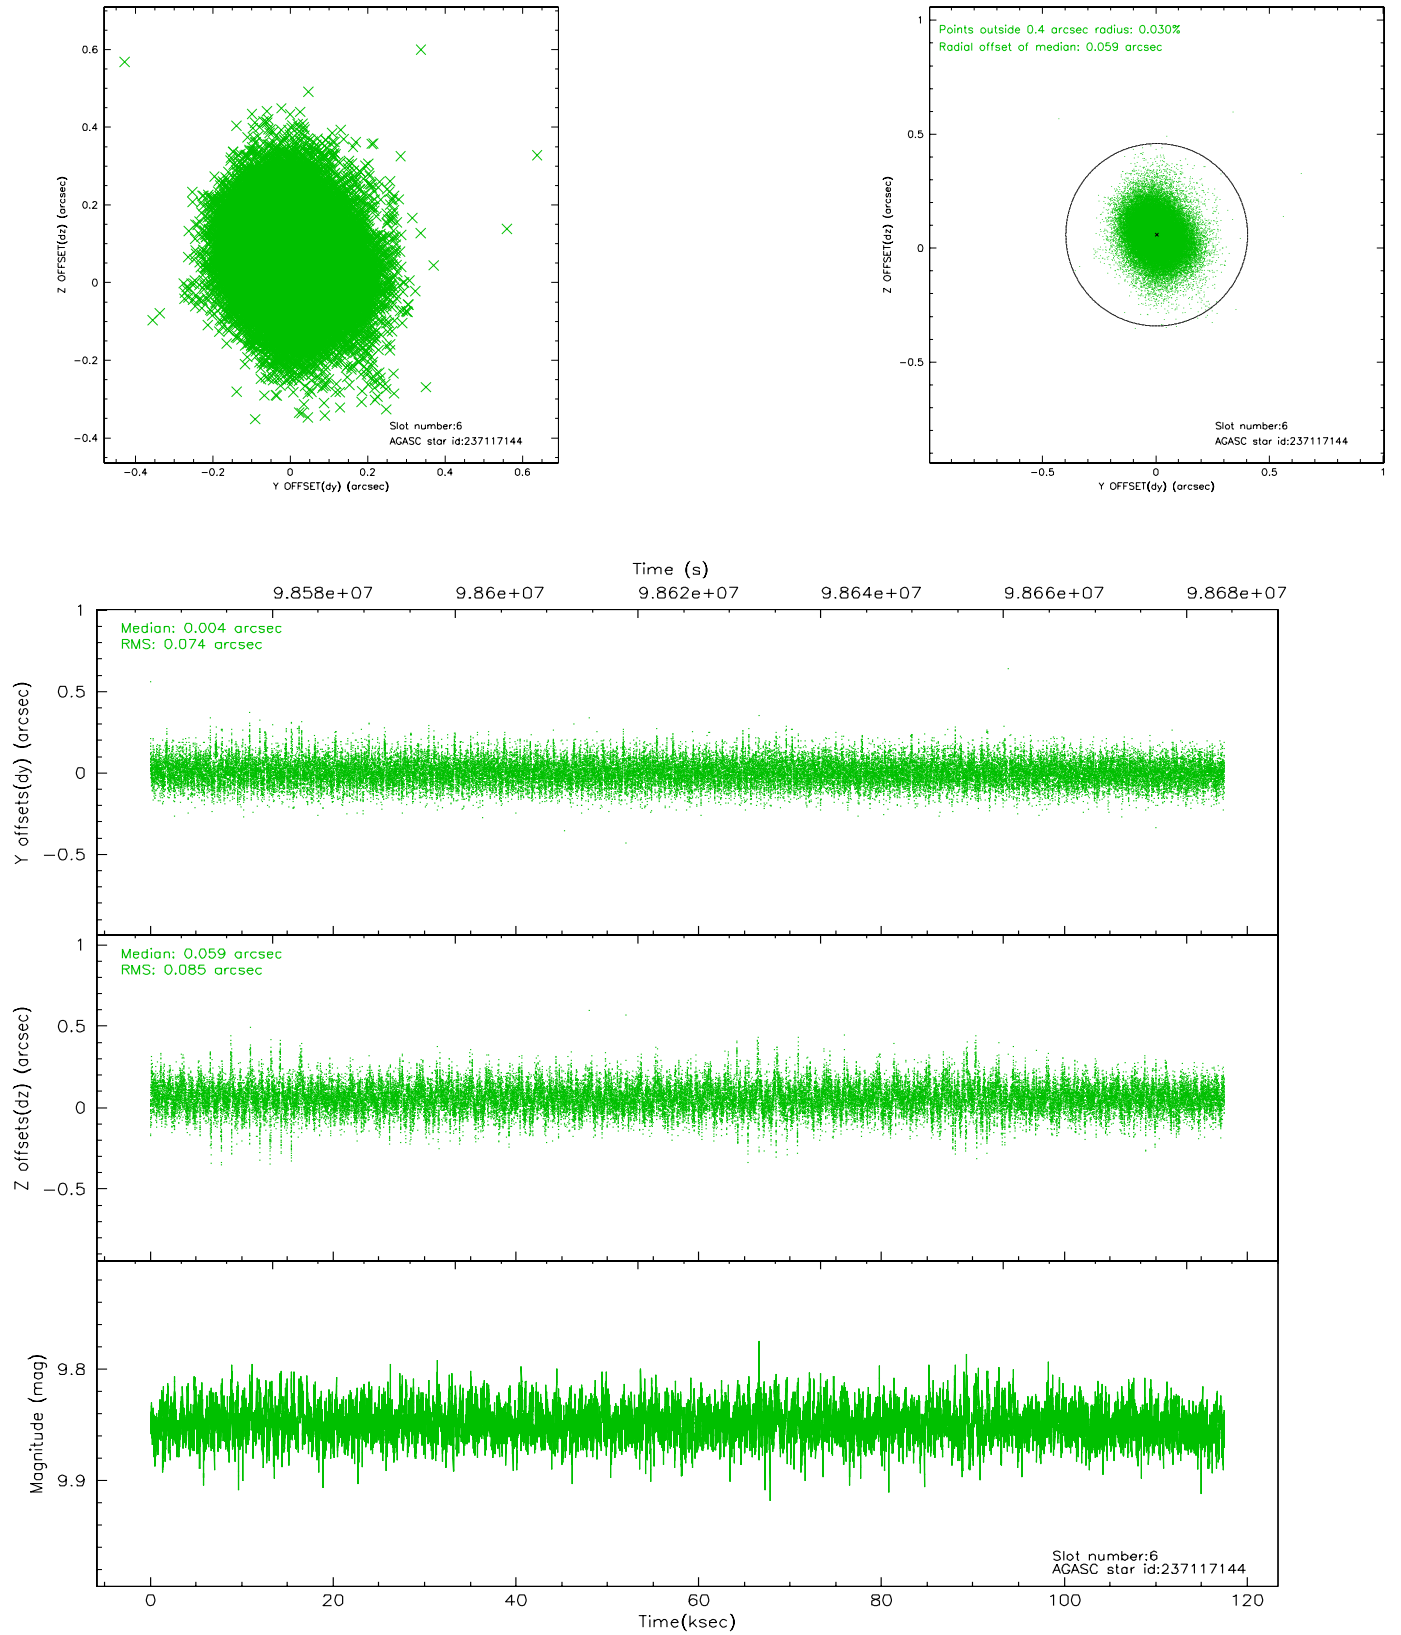 0.6
0.4
0.2
0
−0.2
−0.4
Z OFFSET(dz) (arcsec)
Slot number:6
AGASC star id:237117144
−0.4 −0.2 0 0.2 0.4 0.6
Y OFFSET(dy) (arcsec)
Points outside 0.4 arcsec radius: 0.030%
Radial offset of median: 0.059 arcsec
1
0.5
0
−0.5
Z OFFSET(dz) (arcsec)
Slot number:6
AGASC star id:237117144
−0.5 0 0.5 1
Y OFFSET(dy) (arcsec)
Time (s)
9.858e+07 9.86e+07 9.862e+07 9.864e+07 9.866e+07 9.868e+07
Median: 0.004 arcsec
RMS: 0.074 arcsec
1
0.5
0
−0.5
Y offsets(dy) (arcsec)
Median: 0.059 arcsec
RMS: 0.085 arcsec
1
0.5
0
−0.5
Z offsets(dz) (arcsec)
9.8
9.9
Magnitude (mag)
Slot number:6
AGASC star id:237117144
0 20 40 60 80 100 120
Time(ksec)